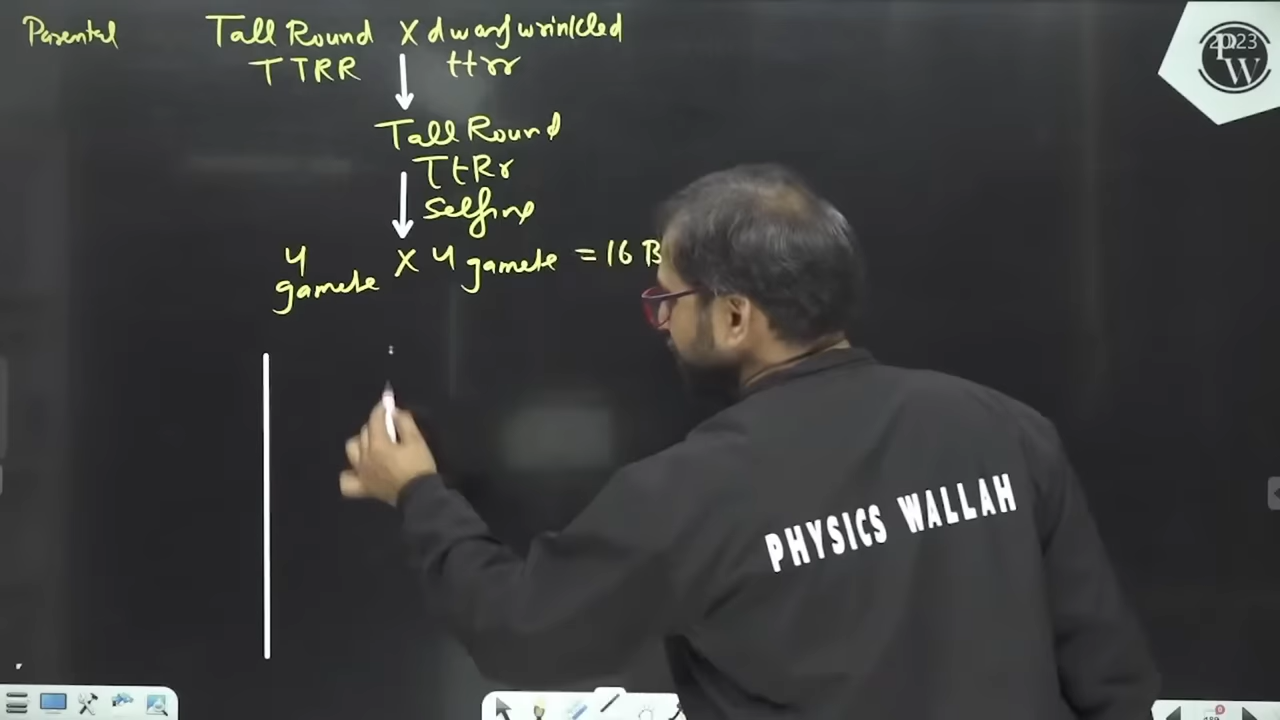 Parental Tall Round X dwarf wrinkled
TTRR ttrr
Tall Round
TtRr
Selfing
4 gamete X 4 gamete = 16 B
PHYSICS WALLAH
2023
PW